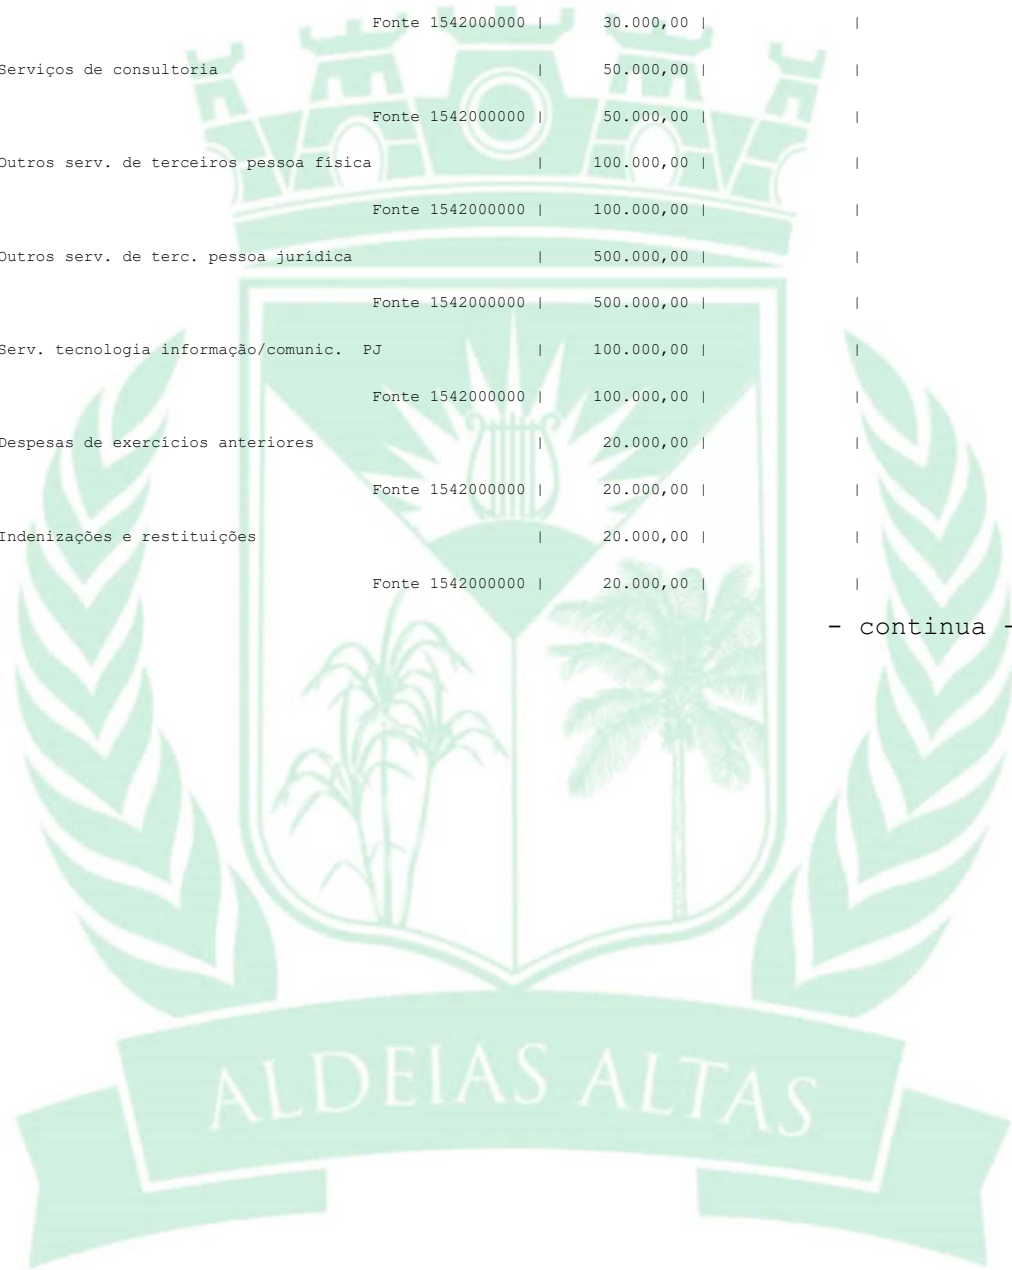 Fonte 1542000000 | 30.000,00 | |
Serviços de consultoria | 50.000,00 | |
Fonte 1542000000 | 50.000,00 | |
Outros serv. de terceiros pessoa física | 100.000,00 | |
Fonte 1542000000 | 100.000,00 | |
Outros serv. de terc. pessoa jurídica | 500.000,00 | |
Fonte 1542000000 | 500.000,00 | |
Serv. tecnologia informação/comunic. PJ | 100.000,00 | |
Fonte 1542000000 | 100.000,00 | |
Despesas de exercícios anteriores | 20.000,00 | |
Fonte 1542000000 | 20.000,00 | |
Indenizações e restituições | 20.000,00 | |
Fonte 1542000000 | 20.000,00 | |
- continua -
ALDEIAS ALTAS